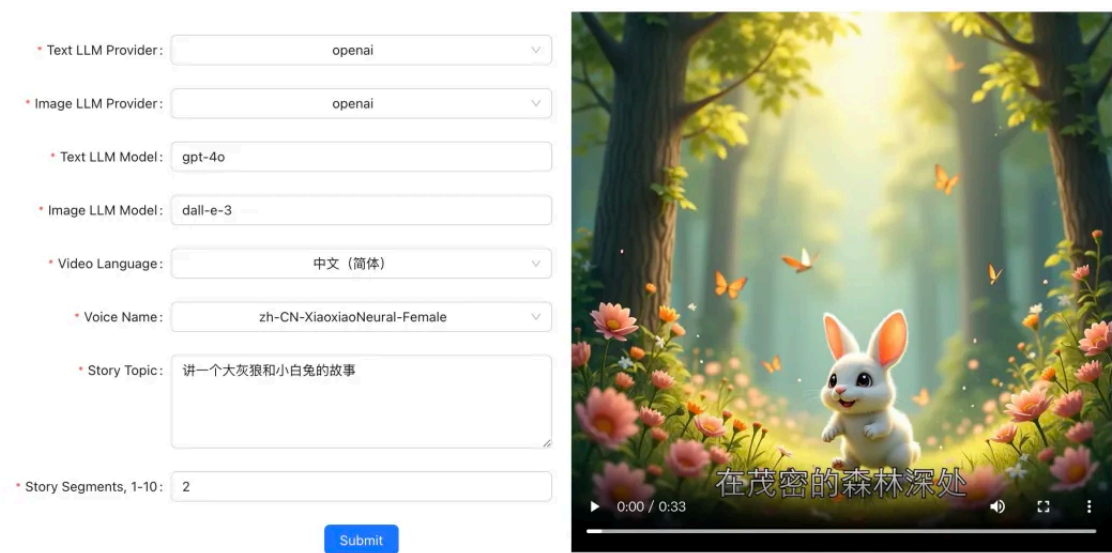 * Text LLM Provider: openai
* Image LLM Provider: openai
* Text LLM Model: gpt-4o
* Image LLM Model: dall-e-3
* Video Language: 中文（简体）
* Voice Name: zh-CN-XiaoxiaoNeural-Female
* Story Topic: 讲一个大灰狼和小白兔的故事
* Story Segments, 1-10: 2
Submit
在茂密的森林深处
0:00 / 0:33